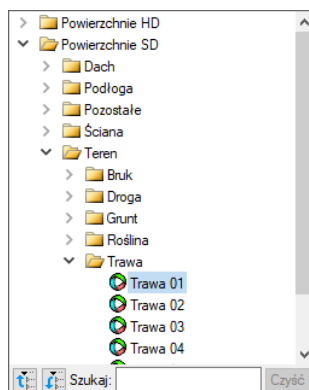 Powierzchnie HD
Powierzchnie SD
Dach
Podłoga
Pozostałe
Ściana
Teren
Bruk
Droga
Grunt
Roślina
Trawa
Trawa 01
Trawa 02
Trawa 03
Trawa 04
Szukaj: Czyść